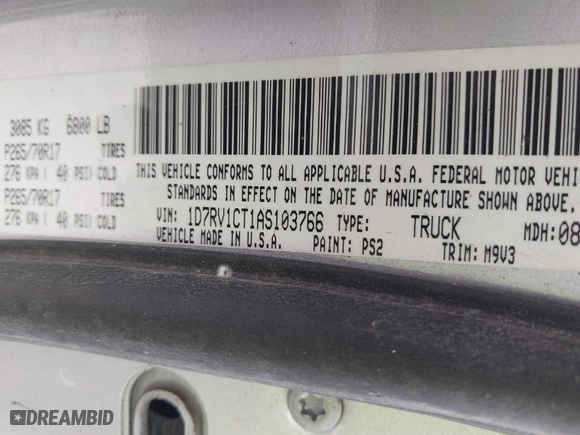 3085 KG 6800 LB
P265/70R17 TIRES
276 KPA ( 40 PSI) COLD
P265/70R17 TIRES
276 KPA ( 40 PSI) COLD
THIS VEHICLE CONFORMS TO ALL APPLICABLE U.S.A. FEDERAL MOTOR
STANDARDS IN EFFECT ON THE DATE OF MANUFACTURE SHOWN ABOVE.
VIN: 1D7RV1CT1AS103766 TYPE: TRUCK MDH: 08
VEHICLE MADE IN U.S.A. PAINT: PS2 TRIM: M9V3
DREAMBID